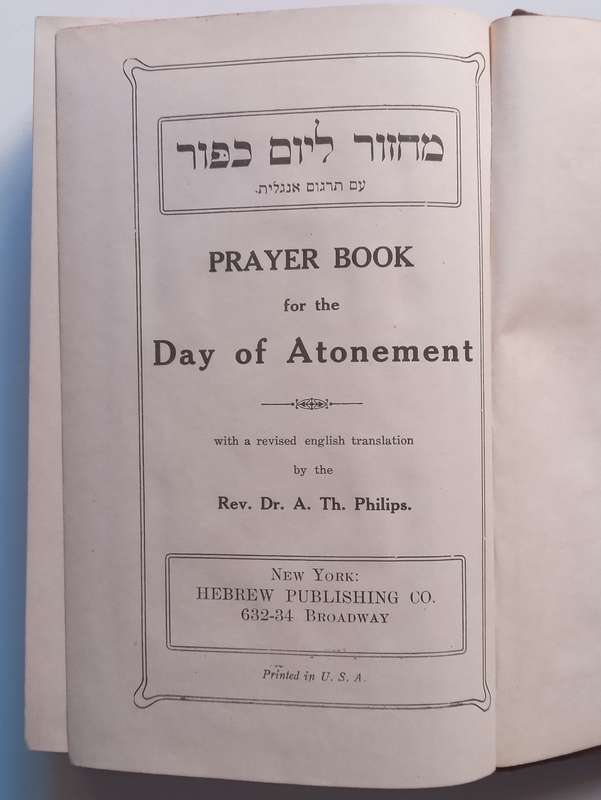 מחזור ליום כפור
עם תרגום אנגלית.
PRAYER BOOK
for the
Day of Atonement
with a revised english translation
by the
Rev. Dr. A. Th. Philips.
NEW YORK:
HEBREW PUBLISHING CO.
632-34 BROADWAY
Printed in U. S. A.